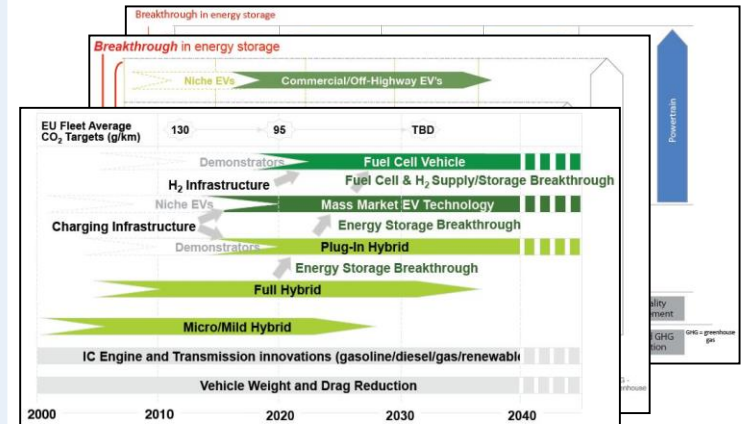 Breakthrough in energy storage
Breakthrough in energy storage
Niche EVs
Commercial/Off-Highway EV's
Powertrain
EU Fleet Average
CO₂ Targets (g/km)
130
95
TBD
Demonstrators
Fuel Cell Vehicle
H₂ Infrastructure
Fuel Cell & H₂ Supply/Storage Breakthrough
Niche EVs
Mass Market EV Technology
Charging Infrastructure
Energy Storage Breakthrough
Demonstrators
Plug-In Hybrid
Energy Storage Breakthrough
Full Hybrid
Micro/Mild Hybrid
IC Engine and Transmission innovations (gasoline/diesel/gas/renewable
Vehicle Weight and Drag Reduction
2000
2010
2020
2030
2040
GHG
GHG = greenhouse
gas